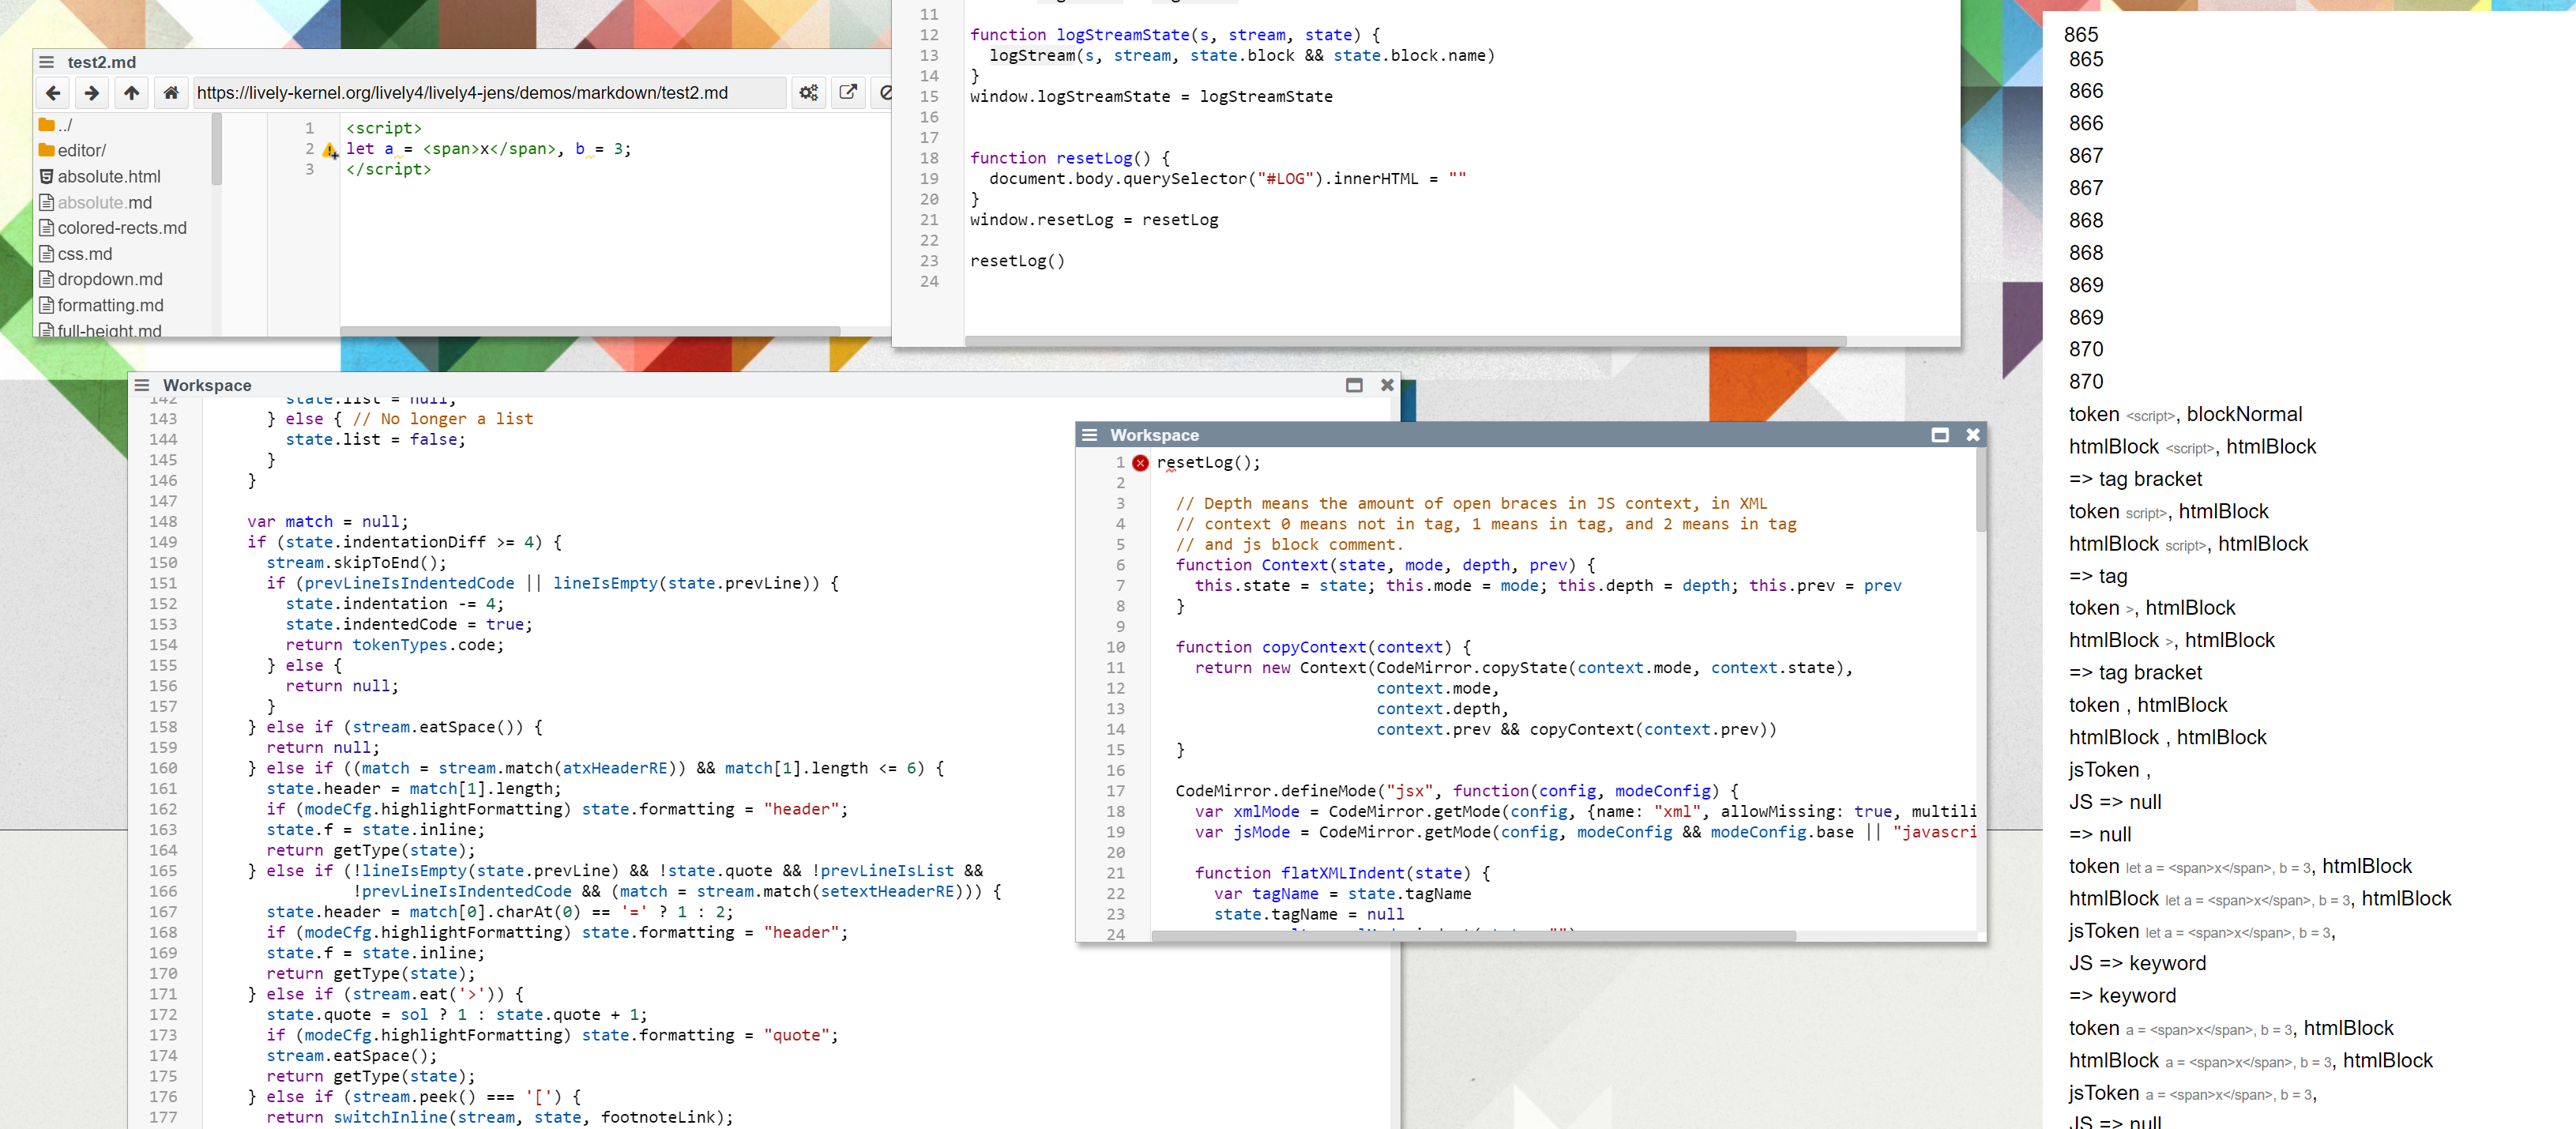 test2.md
https://lively-kernel.org/lively4/lively4-jens/demos/markdown/test2.md
../
editor/
absolute.html
absolute.md
colored-rects.md
css.md
dropdown.md
formatting.md
full-height.md
1 <script>
2 let a = <span>x</span>, b = 3;
3 </script>
11
12 function logStreamState(s, stream, state) {
13 logStream(s, stream, state.block && state.block.name)
14 }
15 window.logStreamState = logStreamState
16
17
18 function resetLog() {
19 document.body.querySelector("#LOG").innerHTML = ""
20 }
21 window.resetLog = resetLog
22
23 resetLog()
24
Workspace
142 state.list = null;
143 } else { // No longer a list
144 state.list = false;
145 }
146 }
147
148 var match = null;
149 if (state.indentationDiff >= 4) {
150 stream.skipToEnd();
151 if (prevLineIsIndentedCode || lineIsEmpty(state.prevLine)) {
152 state.indentation -= 4;
153 state.indentedCode = true;
154 return tokenTypes.code;
155 } else {
156 return null;
157 }
158 } else if (stream.eatSpace()) {
159 return null;
160 } else if ((match = stream.match(atxHeaderRE)) && match[1].length <= 6) {
161 state.header = match[1].length;
162 if (modeCfg.highlightFormatting) state.formatting = "header";
163 state.f = state.inline;
164 return getType(state);
165 } else if (!lineIsEmpty(state.prevLine) && !state.quote && !prevLineIsList &&
166 !prevLineIsIndentedCode && (match = stream.match(setextHeaderRE))) {
167 state.header = match[0].charAt(0) == '=' ? 1 : 2;
168 if (modeCfg.highlightFormatting) state.formatting = "header";
169 state.f = state.inline;
170 return getType(state);
171 } else if (stream.eat('>')) {
172 state.quote = sol ? 1 : state.quote + 1;
173 if (modeCfg.highlightFormatting) state.formatting = "quote";
174 stream.eatSpace();
175 return getType(state);
176 } else if (stream.peek() === '[') {
177 return switchInline(stream, state, footnoteLink);
Workspace
1 resetLog();
2
3 // Depth means the amount of open braces in JS context, in XML
4 // context 0 means not in tag, 1 means in tag, and 2 means in tag
5 // and js block comment.
6 function Context(state, mode, depth, prev) {
7 this.state = state; this.mode = mode; this.depth = depth; this.prev = prev
8 }
9
10 function copyContext(context) {
11 return new Context(CodeMirror.copyState(context.mode, context.state),
12 context.mode,
13 context.depth,
14 context.prev && copyContext(context.prev))
15 }
16
17 CodeMirror.defineMode("jsx", function(config, modeConfig) {
18 var xmlMode = CodeMirror.getMode(config, {name: "xml", allowMissing: true, multili
19 var jsMode = CodeMirror.getMode(config, modeConfig && modeConfig.base || "javascri
20
21 function flatXMLIndent(state) {
22 var tagName = state.tagName
23 state.tagName = null
24
865
865
866
866
867
867
868
868
869
869
870
870
token <script>, blockNormal
htmlBlock <script>, htmlBlock
=> tag bracket
token script>, htmlBlock
htmlBlock script>, htmlBlock
=> tag
token >, htmlBlock
htmlBlock >, htmlBlock
=> tag bracket
token , htmlBlock
htmlBlock , htmlBlock
jsToken ,
JS => null
=> null
token let a = <span>x</span>, b = 3, htmlBlock
htmlBlock let a = <span>x</span>, b = 3, htmlBlock
jsToken let a = <span>x</span>, b = 3,
JS => keyword
=> keyword
token a = <span>x</span>, b = 3, htmlBlock
htmlBlock a = <span>x</span>, b = 3, htmlBlock
jsToken a = <span>x</span>, b = 3,
JS => null